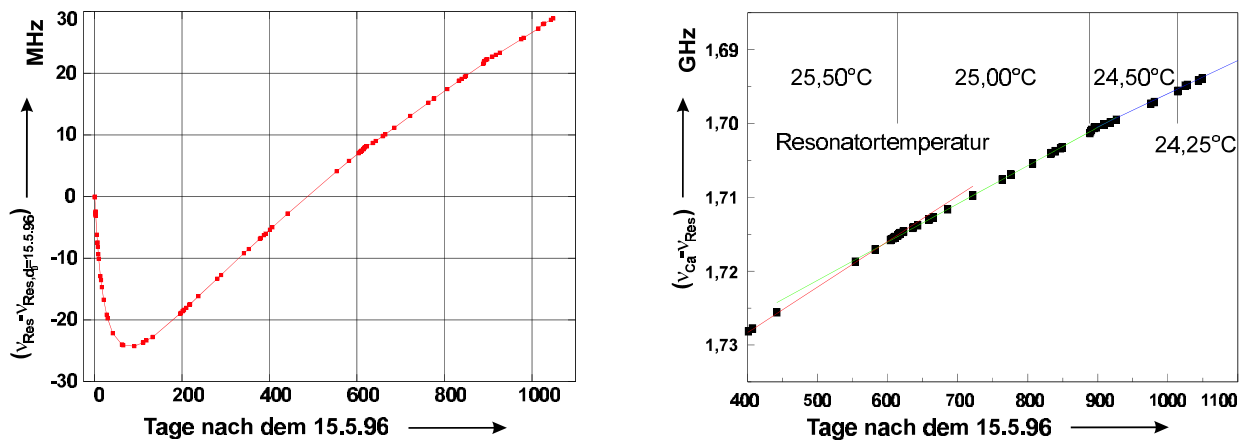 MHz
(νRes-νRes,dj=15.5.96)
30
20
10
0
-10
-20
-30
0 200 400 600 800 1000
Tage nach dem 15.5.96
GHz
(νCa-νRes)
1,69
1,70
1,71
1,72
1,73
25,50°C 25,00°C 24,50°C
Resonatortemperatur 24,25°C
400 500 600 700 800 900 1000 1100
Tage nach dem 15.5.96